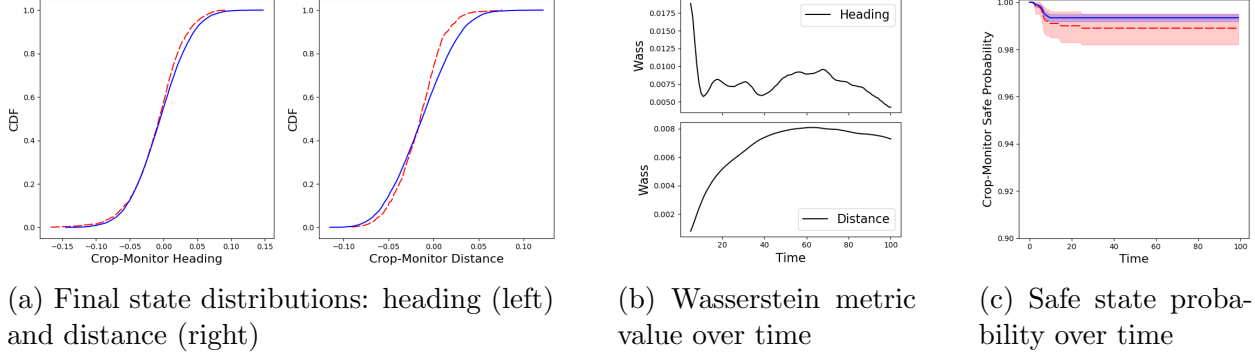 1.0
0.8
0.6
0.4
0.2
0.0
CDF
−0.15 −0.10 −0.05 0.00 0.05 0.10 0.15
Crop-Monitor Heading
1.0
0.8
0.6
0.4
0.2
0.0
CDF
−0.10 −0.05 0.00 0.05 0.10
Crop-Monitor Distance
0.0175
0.0150
0.0125
0.0100
0.0075
0.0050
Wass
Heading
0.008
0.006
0.004
0.002
Wass
Distance
20 40 60 80 100
Time
1.00
0.98
0.96
0.94
0.92
0.90
Crop-Monitor Safe Probability
0 20 40 60 80 100
Time
(a) Final state distributions: heading (left)
and distance (right)
(b) Wasserstein metric
value over time
(c) Safe state proba-
bility over time